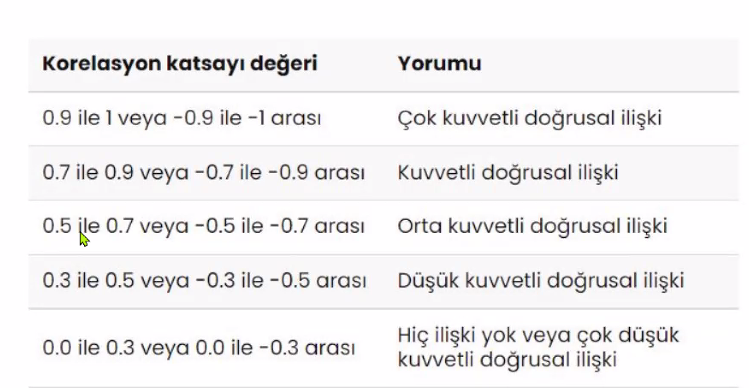 Korelasyon katsayı değeri Yorumu
0.9 ile 1 veya -0.9 ile -1 arası Çok kuvvetli doğrusal ilişki
0.7 ile 0.9 veya -0.7 ile -0.9 arası Kuvvetli doğrusal ilişki
0.5 ile 0.7 veya -0.5 ile -0.7 arası Orta kuvvetli doğrusal ilişki
0.3 ile 0.5 veya -0.3 ile -0.5 arası Düşük kuvvetli doğrusal ilişki
0.0 ile 0.3 veya 0.0 ile -0.3 arası Hiç ilişki yok veya çok düşük
kuvvetli doğrusal ilişki